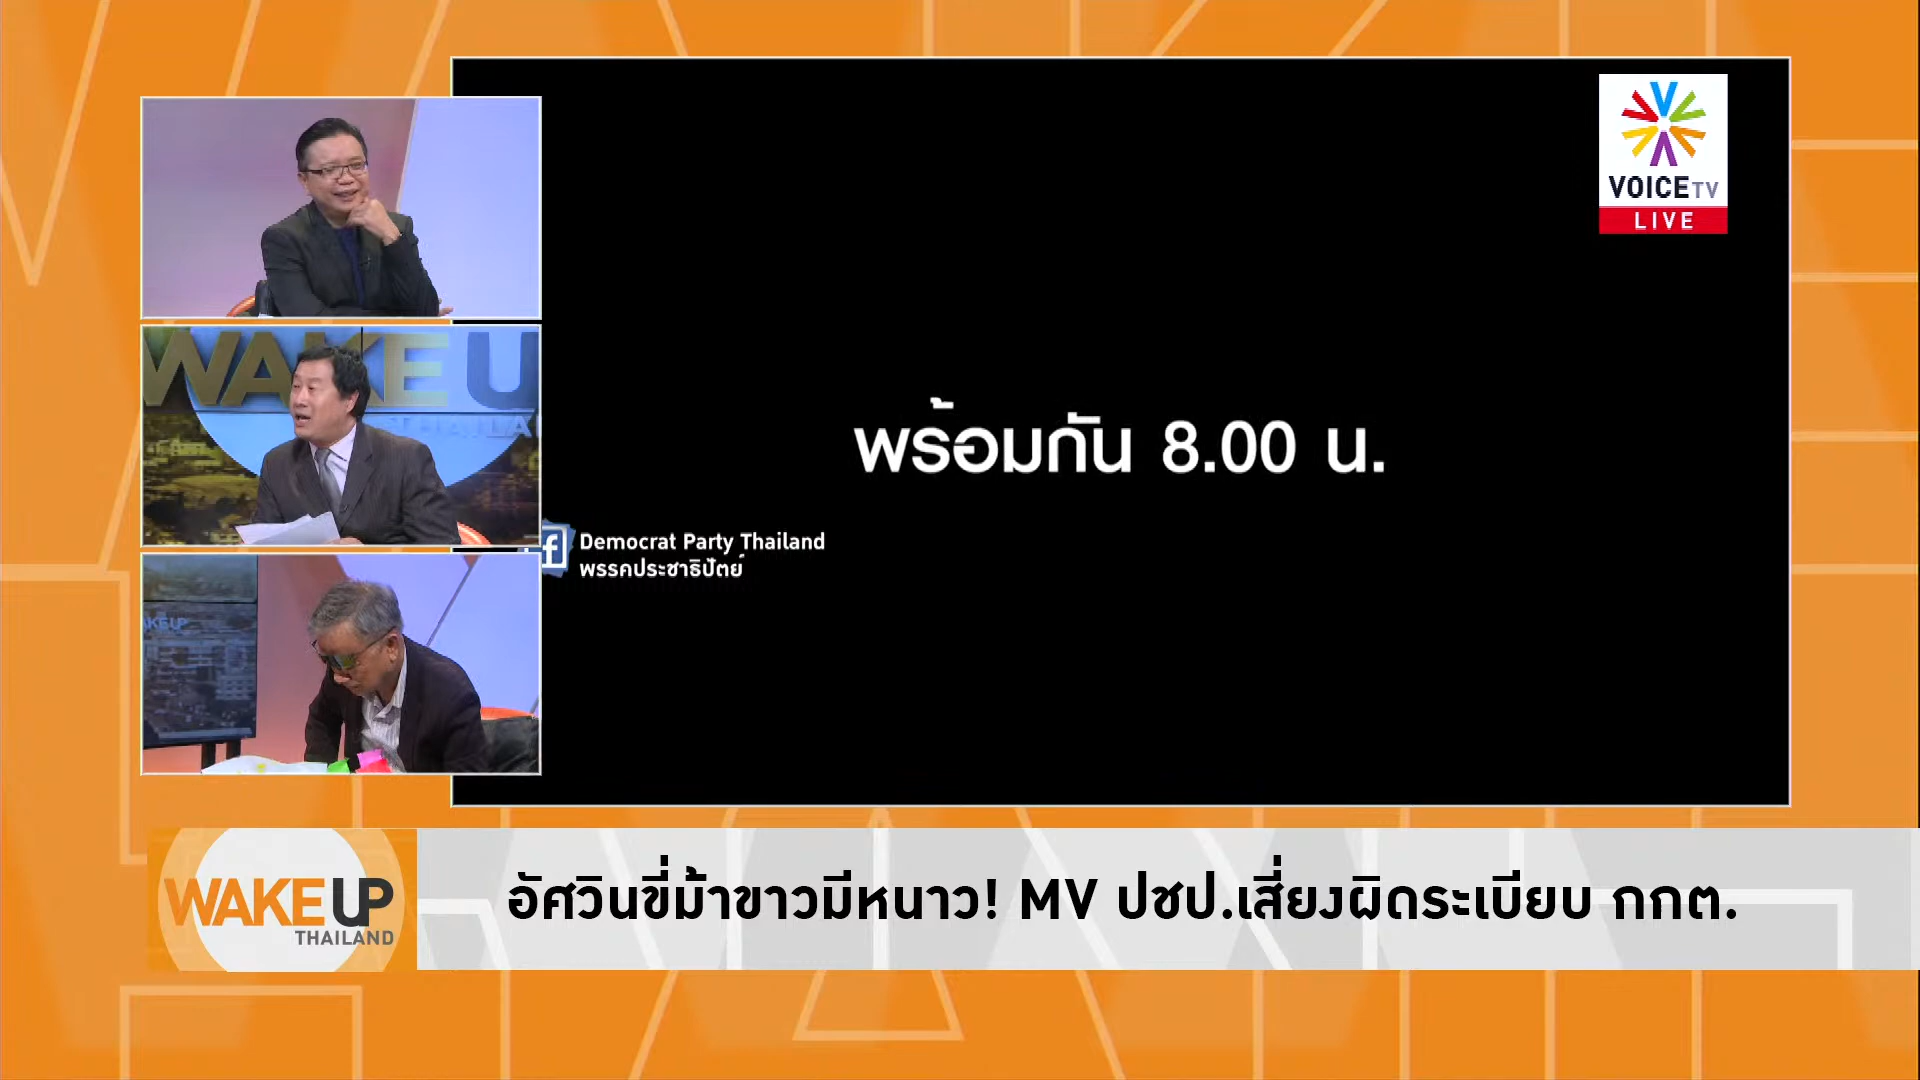 VOICE TV
LIVE
WAKE UP
THAILA
พร้อมกัน 8.00 น.
f
Democrat Party Thailand
พรรคประชาธิปัตย์
WAKE UP
THAILAND
อัศวินขี่ม้าขาวมีหนาว! MV ปชป.เสี่ยงผิดระเบียบ กกต.